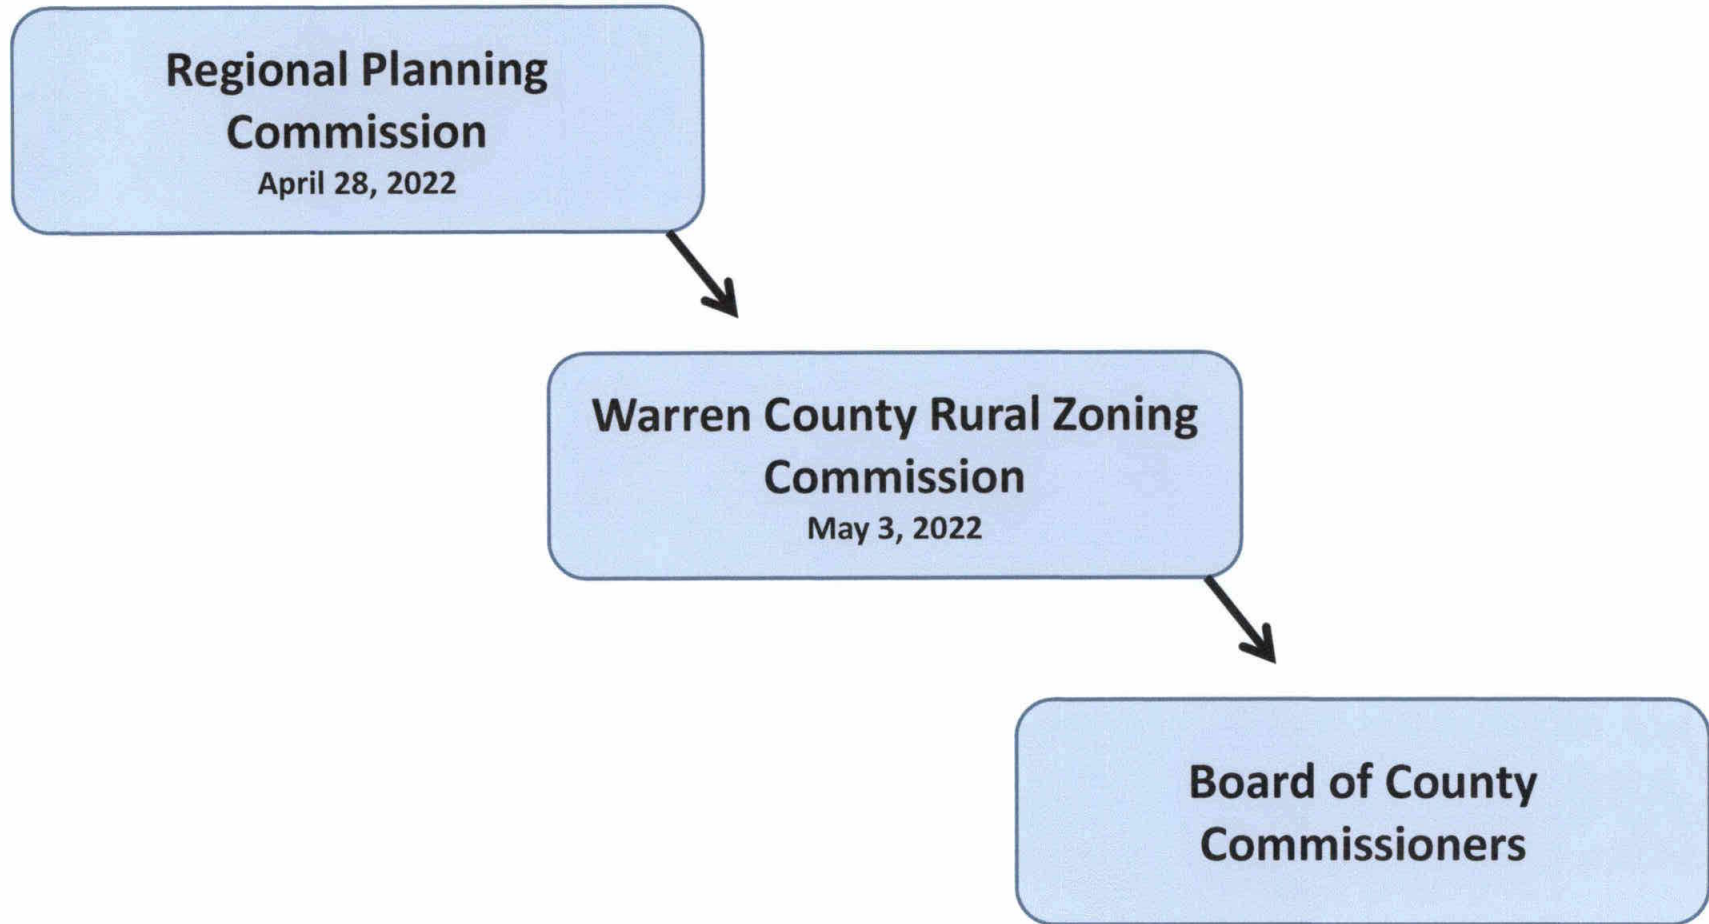 Regional Planning
Commission
April 28, 2022
Warren County Rural Zoning
Commission
May 3, 2022
Board of County
Commissioners